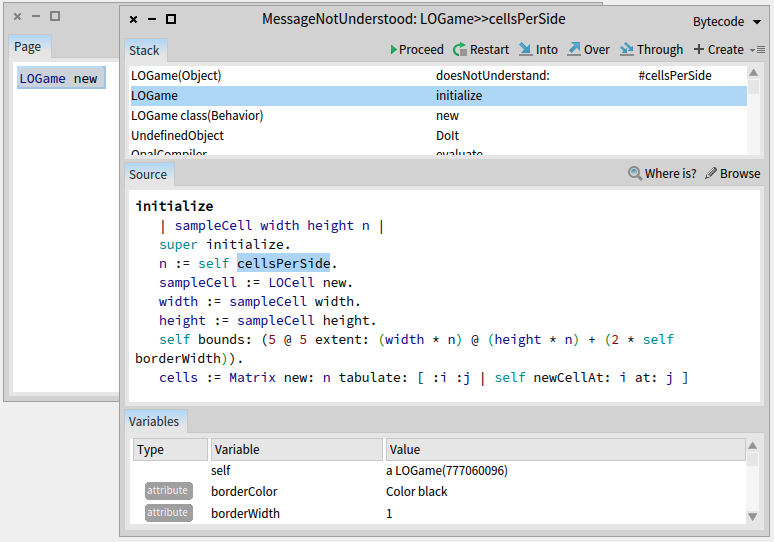 Page
LOGame new
MessageNotUnderstood: LOGame>>cellsPerSide
Bytecode
Stack
Proceed Restart Into Over Through Create
LOGame(Object) doesNotUnderstand: #cellsPerSide
LOGame initialize
LOGame class(Behavior) new
UndefinedObject DoIt
OpalCompiler evaluate
Source
Where is? Browse
initialize
| sampleCell width height n |
super initialize.
n := self cellsPerSide.
sampleCell := LOCell new.
width := sampleCell width.
height := sampleCell height.
self bounds: (5 @ 5 extent: (width * n) @ (height * n) + (2 * self
borderWidth)).
cells := Matrix new: n tabulate: [ :i :j | self newCellAt: i at: j ]
Variables
Type Variable Value
self a LOGame(777060096)
attribute borderColor Color black
attribute borderWidth 1